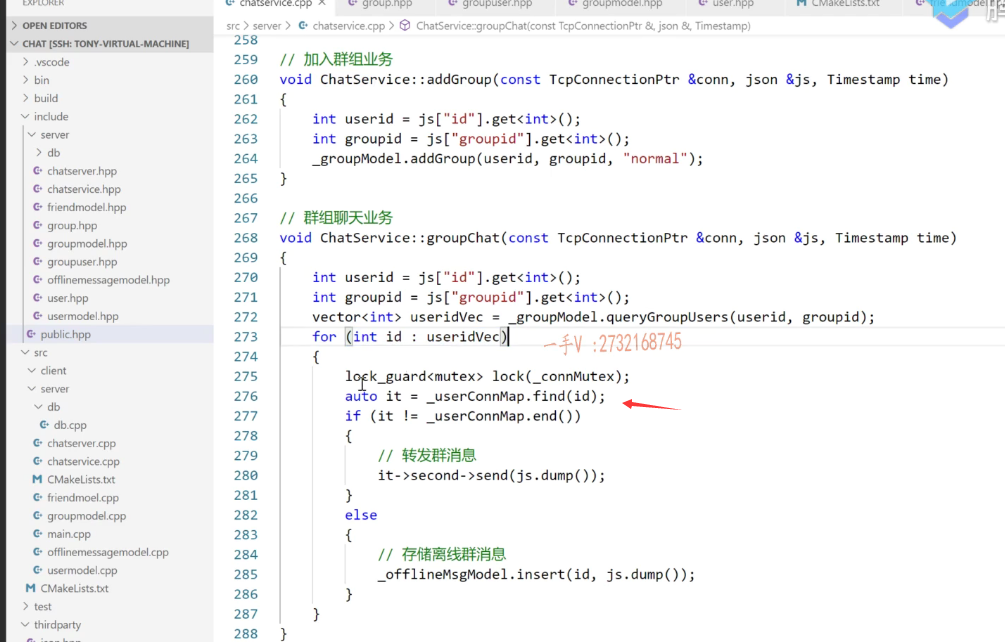 EXPLORER
OPEN EDITORS
CHAT [SSH: TONY-VIRTUAL-MACHINE]
.vscode
bin
build
include
server
db
chatserver.hpp
chatservice.hpp
friendmodel.hpp
group.hpp
groupmodel.hpp
groupuser.hpp
offlinemessagemodel.hpp
user.hpp
usermodel.hpp
public.hpp
src
client
server
db
db.cpp
chatserver.cpp
chatservice.cpp
CMakeLists.txt
friendmoel.cpp
groupmodel.cpp
main.cpp
offlinemessagemodel.cpp
usermodel.cpp
CMakeLists.txt
test
thirdparty
json.hpp
chatservice.cpp × group.hpp groupuser.hpp groupmodel.hpp user.hpp CMakeLists.txt
src > server > chatservice.cpp > ChatService::groupChat(const TcpConnectionPtr &, json &, Timestamp)
258
259 // 加入群组业务
260 void ChatService::addGroup(const TcpConnectionPtr &conn, json &js, Timestamp time)
261 {
262 int userid = js["id"].get<int>();
263 int groupid = js["groupid"].get<int>();
264 _groupModel.addGroup(userid, groupid, "normal");
265 }
266
267 // 群组聊天业务
268 void ChatService::groupChat(const TcpConnectionPtr &conn, json &js, Timestamp time)
269 {
270 int userid = js["id"].get<int>();
271 int groupid = js["groupid"].get<int>();
272 vector<int> useridVec = _groupModel.queryGroupUsers(userid, groupid);
273 for (int id : useridVec) 一手V :2732168745
274 {
275 lock_guard<mutex> lock(_connMutex);
276 auto it = _userConnMap.find(id);
277 if (it != _userConnMap.end())
278 {
279 // 转发群消息
280 it->second->send(js.dump());
281 }
282 else
283 {
284 // 存储离线群消息
285 _offlineMsgModel.insert(id, js.dump());
286 }
287 }
288 }